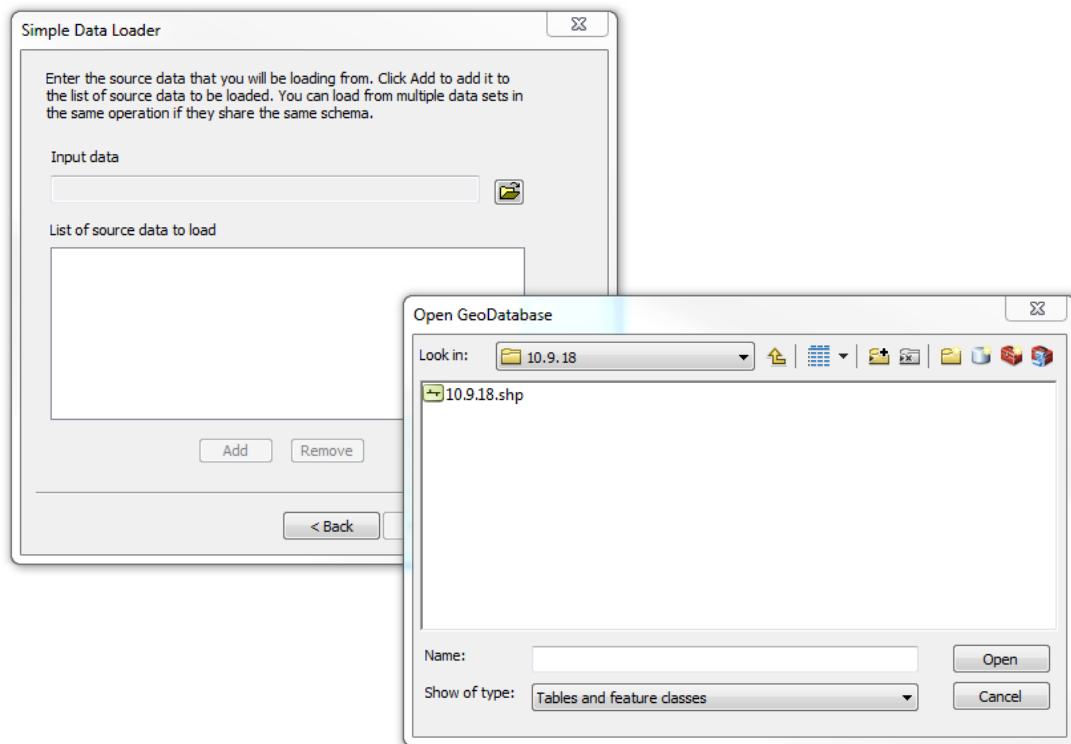 Simple Data Loader
Enter the source data that you will be loading from. Click Add to add it to
the list of source data to be loaded. You can load from multiple data sets in
the same operation if they share the same schema.
Input data
List of source data to load
Add
Remove
< Back
Open GeoDatabase
Look in:
10.9.18
10.9.18.shp
Name:
Open
Show of type:
Tables and feature classes
Cancel